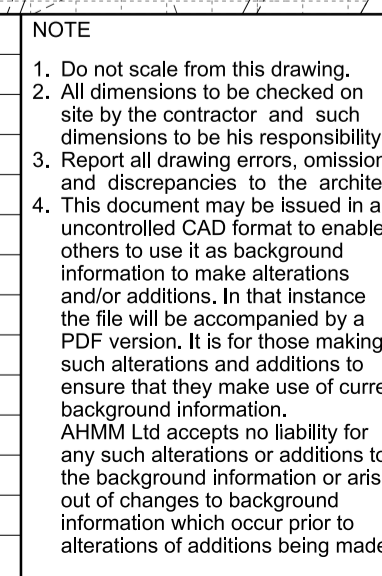 NOTE
1. Do not scale from this drawing.
2. All dimensions to be checked on
site by the contractor and such
dimensions to be his responsibility
3. Report all drawing errors, omission
and discrepancies to the archite
4. This document may be issued in a
uncontrolled CAD format to enable
others to use it as background
information to make alterations
and/or additions. In that instance
the file will be accompanied by a
PDF version. It is for those making
such alterations and additions to
ensure that they make use of curre
background information.
AHMM Ltd accepts no liability for
any such alterations or additions to
the background information or aris
out of changes to background
information which occur prior to
alterations of additions being made